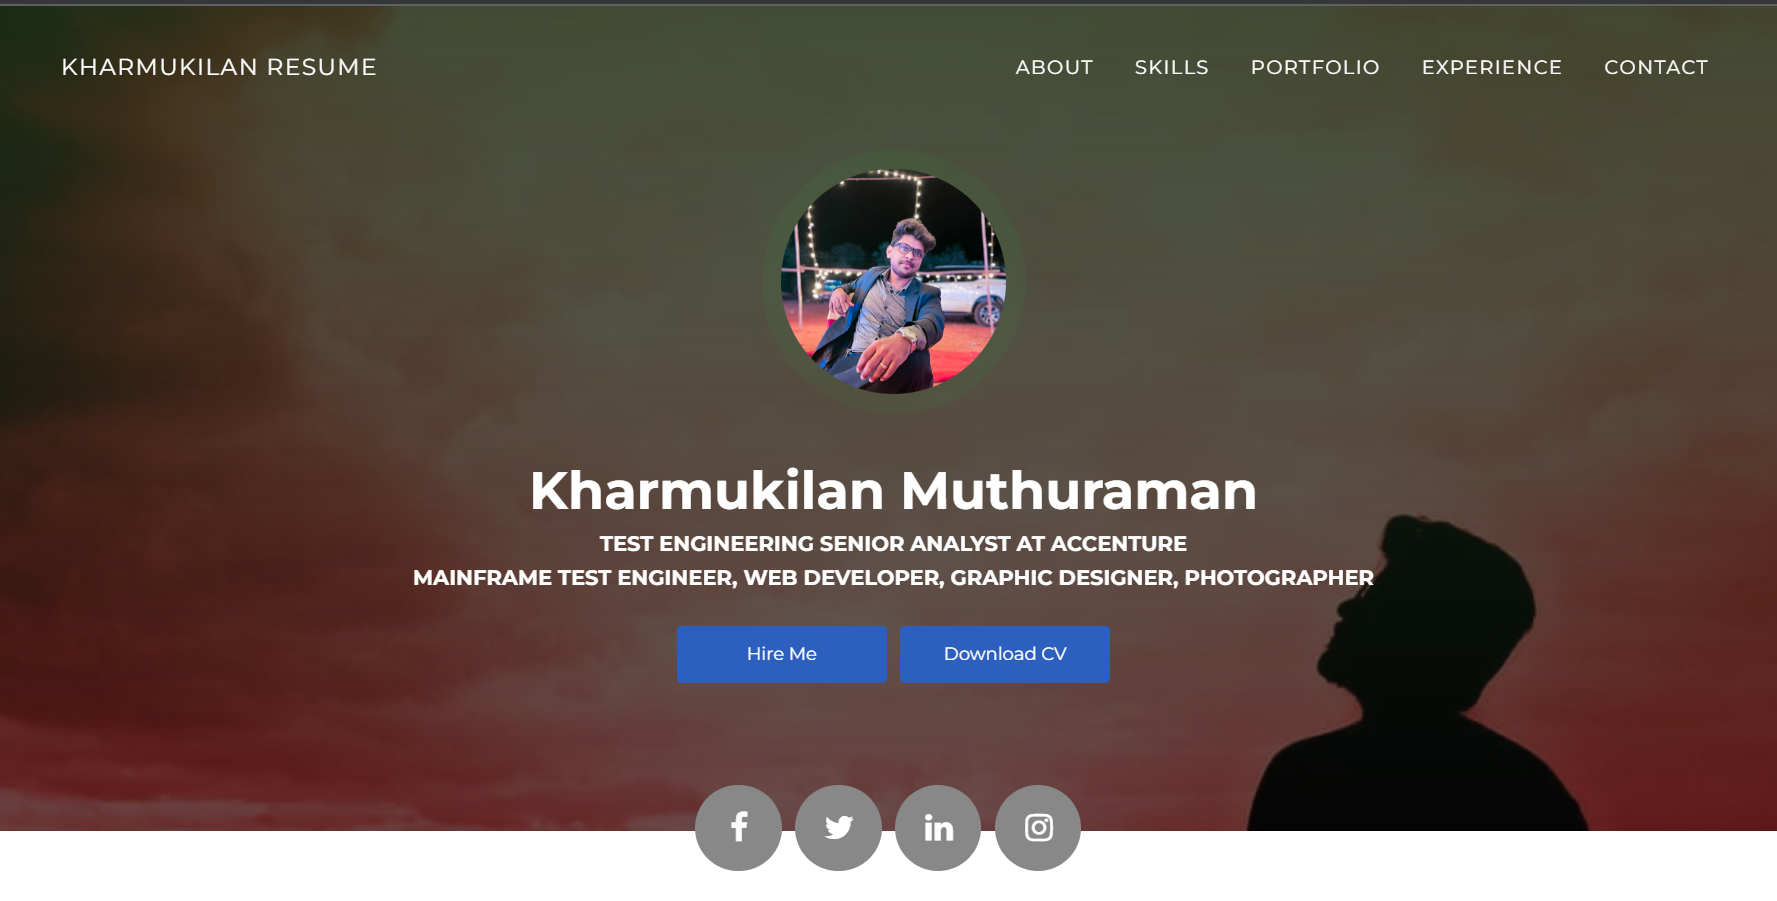 KHARMUKILAN RESUME
ABOUT SKILLS PORTFOLIO EXPERIENCE CONTACT
Kharmukilan Muthuraman
TEST ENGINEERING SENIOR ANALYST AT ACCENTURE
MAINFRAME TEST ENGINEER, WEB DEVELOPER, GRAPHIC DESIGNER, PHOTOGRAPHER
Hire Me
Download CV